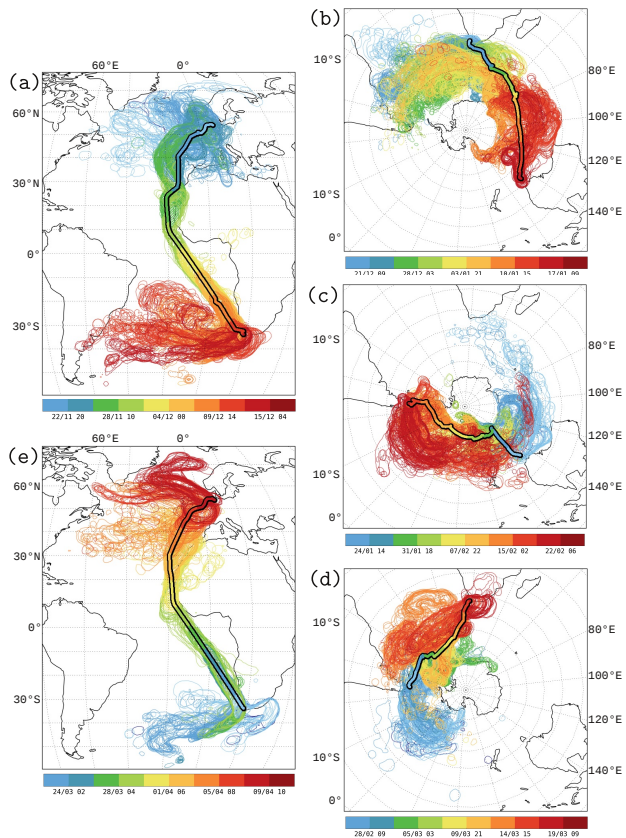 (a)
60°E 0°
60°N
30°N
0°
30°S
22/11 20 28/11 10 04/12 00 09/12 14 15/12 04
(b)
10°S
80°E
100°E
120°E
10°S
140°E
0°
21/12 09 28/12 03 03/01 21 10/01 15 17/01 09
(c)
10°S
80°E
100°E
120°E
10°S
140°E
0°
24/01 14 31/01 18 07/02 22 15/02 02 22/02 06
(e)
60°E 0°
60°N
30°N
0°
30°S
24/03 02 28/03 04 01/04 06 05/04 08 09/04 10
(d)
10°S
80°E
100°E
120°E
10°S
140°E
0°
28/02 09 05/03 03 09/03 21 14/03 15 19/03 09